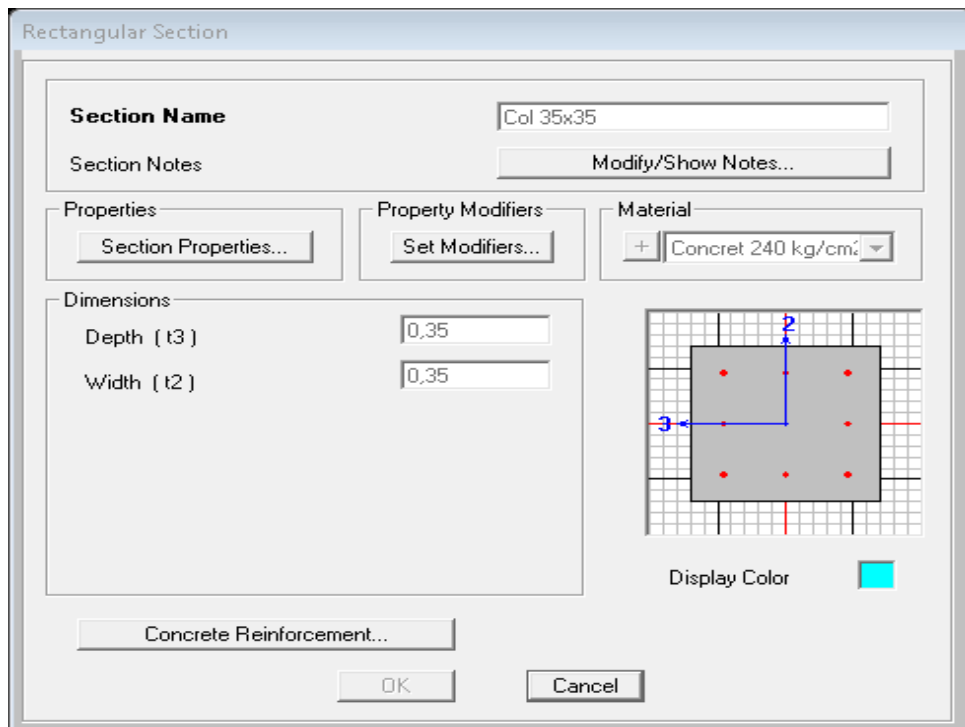 Rectangular Section
Section Name
Col 35x35
Section Notes
Modify/Show Notes...
Properties
Section Properties...
Property Modifiers
Set Modifiers...
Material
+
Concret 240 kg/cm2
Dimensions
Depth ( t3 )
0,35
Width ( t2 )
0,35
2
3
Display Color
Concrete Reinforcement...
OK
Cancel